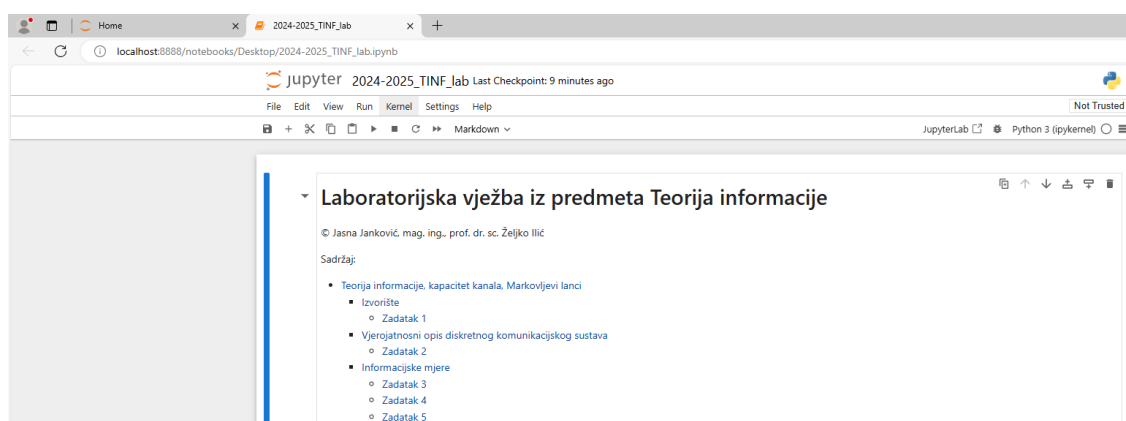 Home
2024-2025_TINF_lab
localhost:8888/notebooks/Desktop/2024-2025_TINF_lab.ipynb
jupyter 2024-2025_TINF_lab Last Checkpoint: 9 minutes ago
File Edit View Run Kernel Settings Help
Not Trusted
Markdown
JupyterLab Python 3 (ipykernel)
Laboratorijska vježba iz predmeta Teorija informacije
© Jasna Janković, mag. ing., prof. dr. sc. Željko Ilić
Sadržaj:
Teorija informacije, kapacitet kanala, Markovljevi lanci
Izvorište
Zadatak 1
Vjerojatnosni opis diskretnog komunikacijskog sustava
Zadatak 2
Informacijske mjere
Zadatak 3
Zadatak 4
Zadatak 5